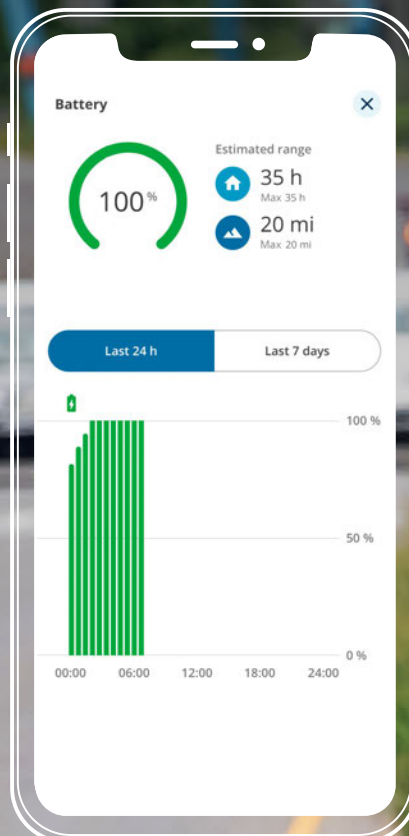 Battery
100 %
Estimated range
35 h
Max 35 h
20 mi
Max 20 mi
Last 24 h
Last 7 days
100 %
50 %
0 %
00:00 06:00 12:00 18:00 24:00